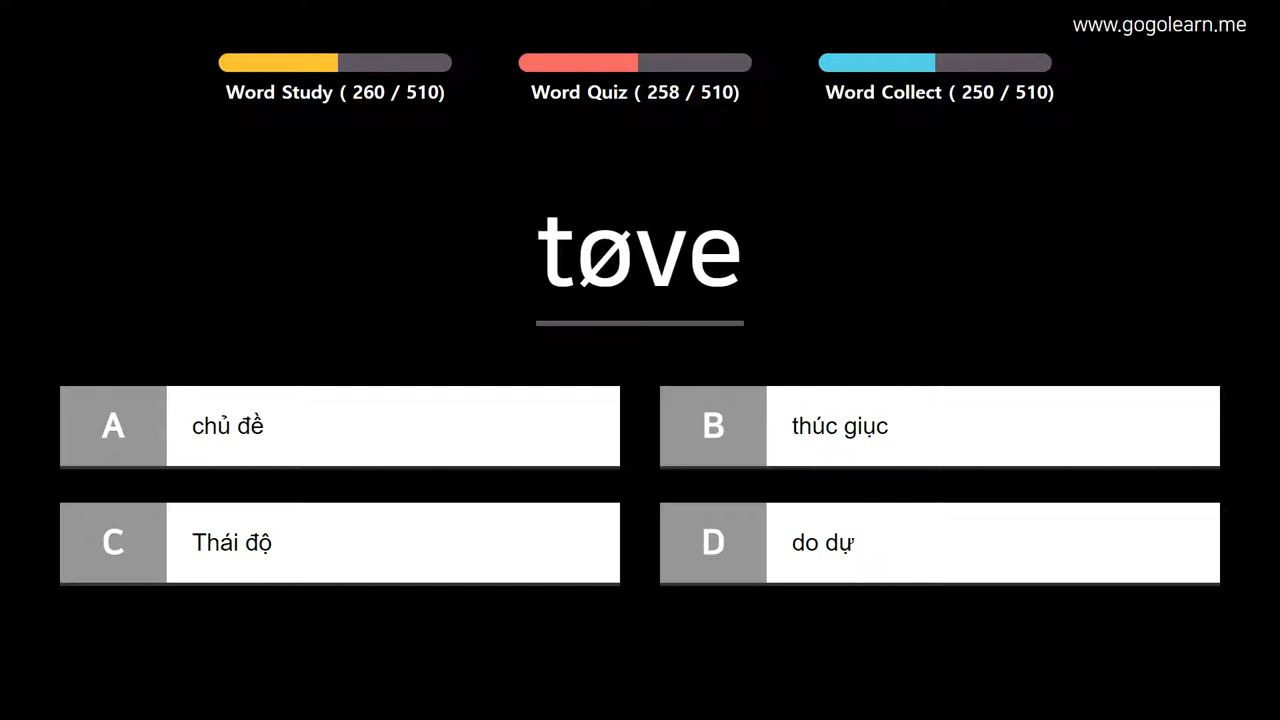 www.gogolearn.me
Word Study ( 260 / 510)
Word Quiz ( 258 / 510)
Word Collect ( 250 / 510)
tøve
A chủ đề
B thúc giục
C Thái độ
D do dự